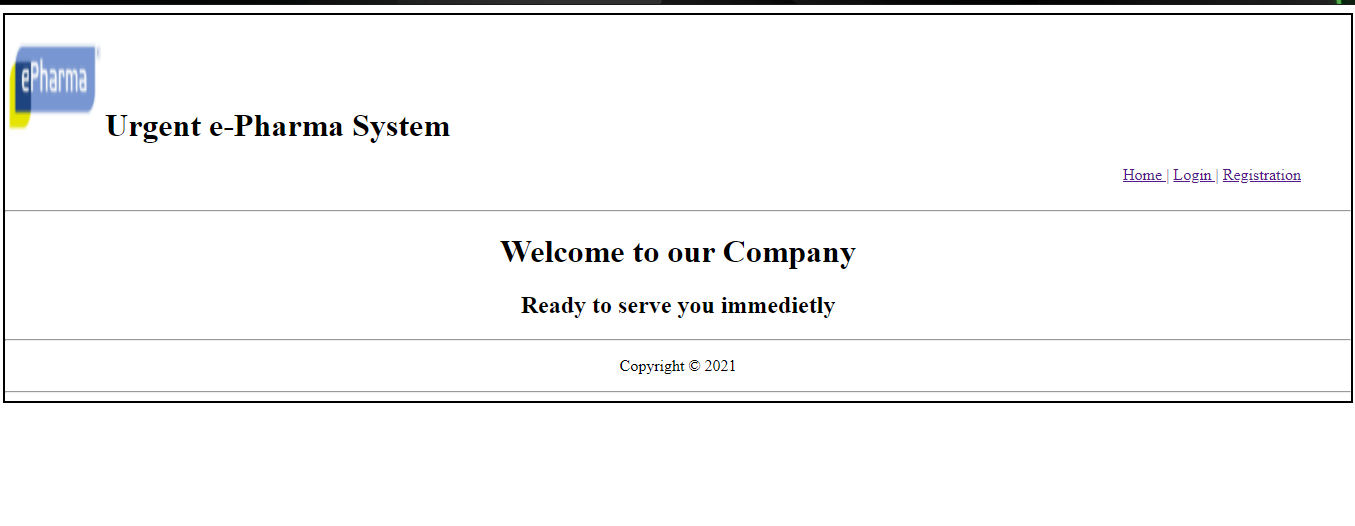 ePharma
Urgent e-Pharma System
Home | Login | Registration
Welcome to our Company
Ready to serve you immedietly
Copyright © 2021